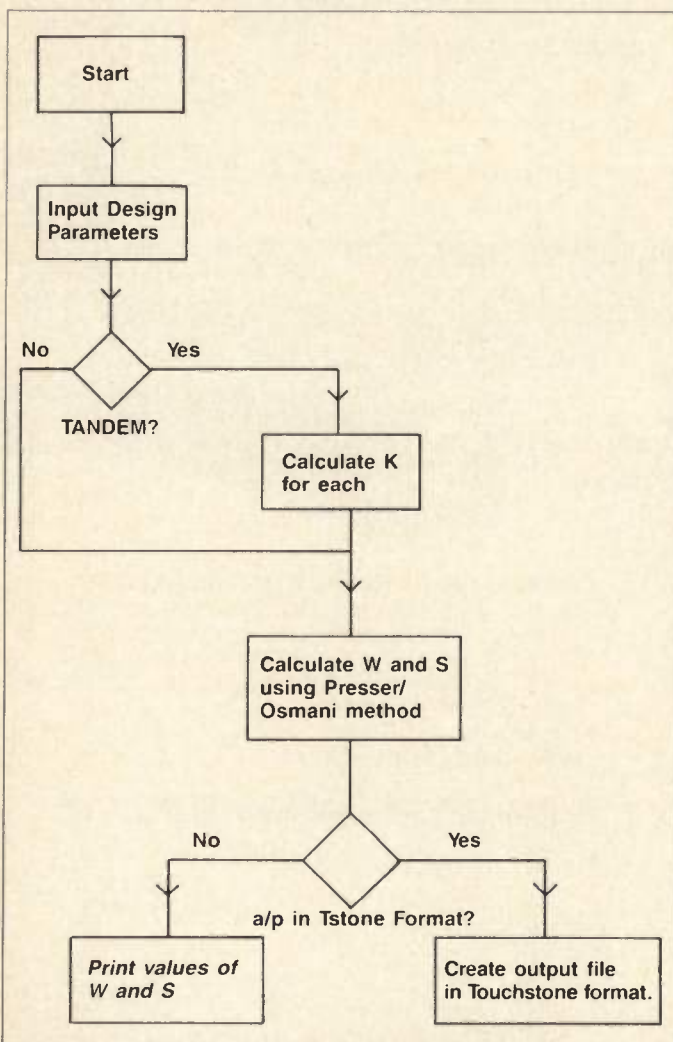 Start
Input Design
Parameters
No
Yes
TANDEM?
Calculate K
for each
Calculate W and S
using Presser/
Osmani method
No
Yes
a/p in Tstone Format?
Print values of
W and S
Create output file
in Touchstone format.